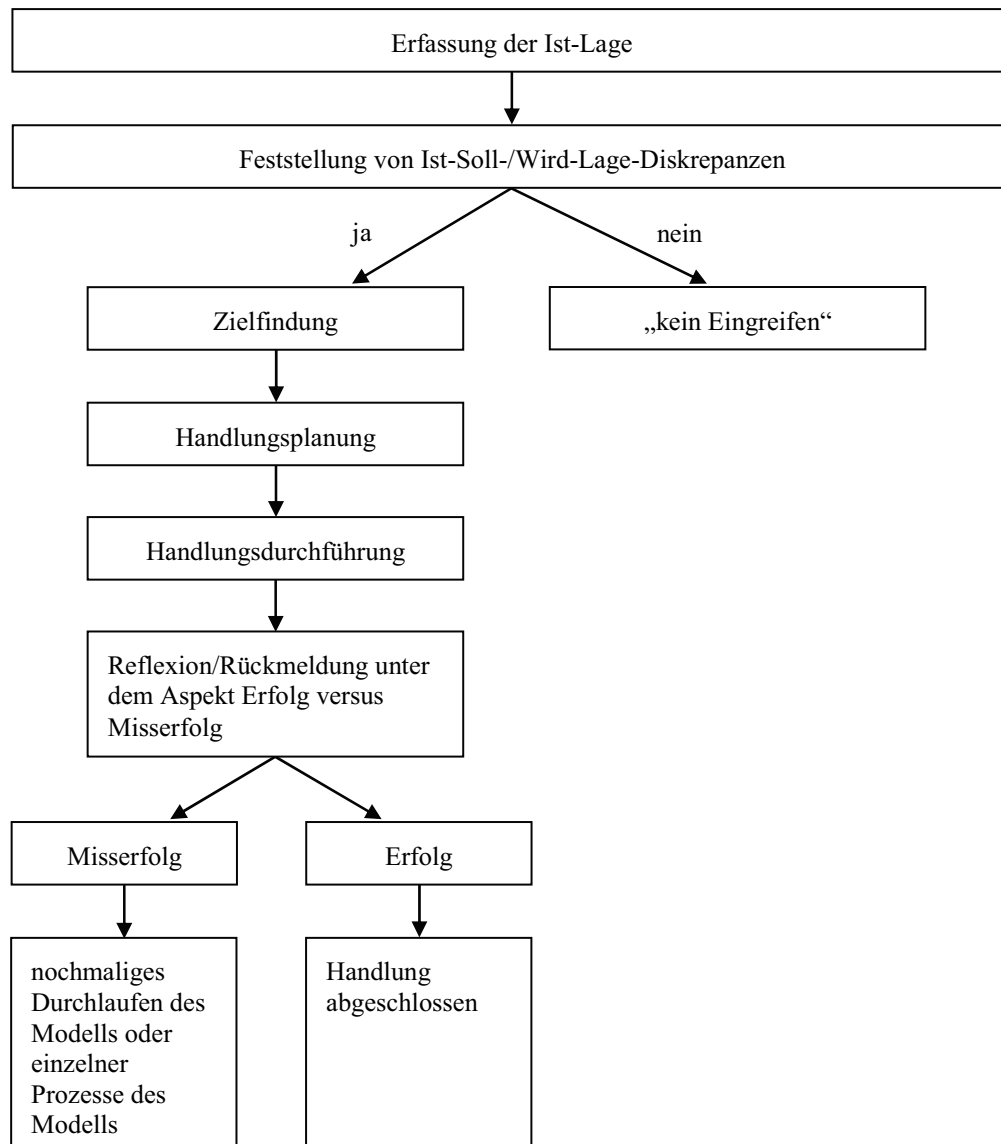 Erfassung der Ist-Lage
Feststellung von Ist-Soll-/Wird-Lage-Diskrepanzen
ja
nein
Zielfindung
„kein Eingreifen“
Handlungsplanung
Handlungsdurchführung
Reflexion/Rückmeldung unter
dem Aspekt Erfolg versus
Misserfolg
Misserfolg
Erfolg
nochmaliges
Durchlaufen des
Modells oder
einzelner
Prozesse des
Modells
Handlung
abgeschlossen